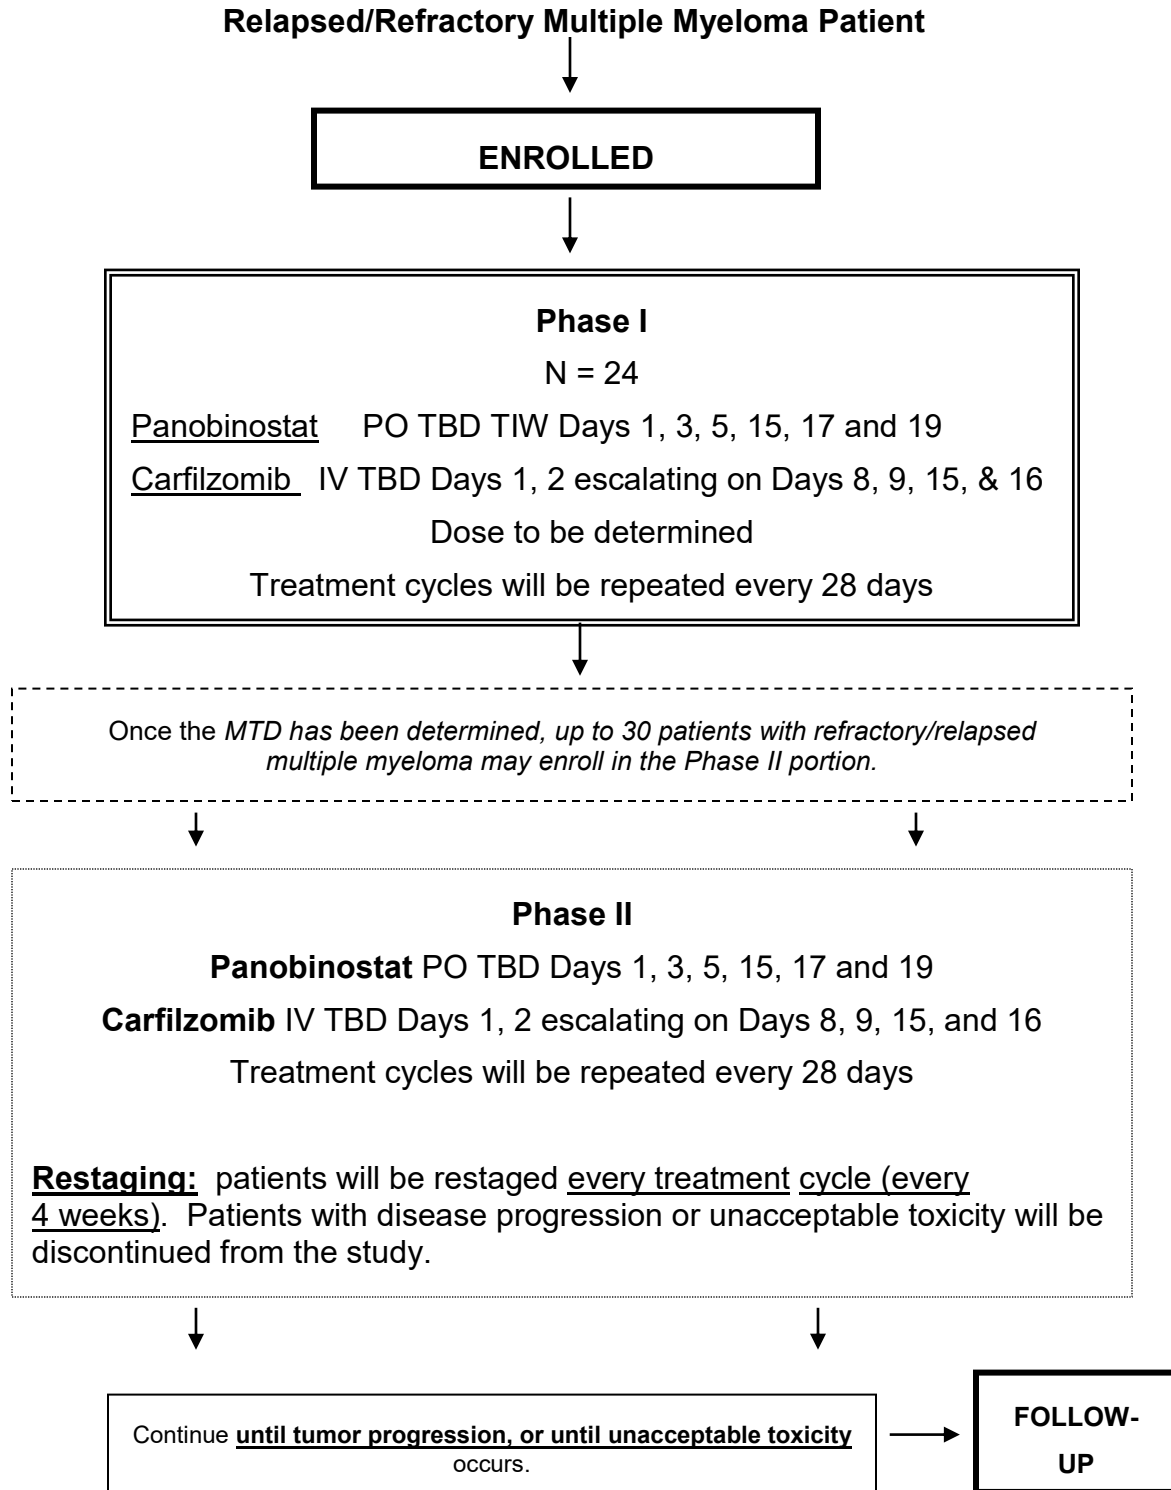 Relapsed/Refractory Multiple Myeloma Patient
ENROLLED
Phase I
N = 24
Panobinostat PO TBD TIW Days 1, 3, 5, 15, 17 and 19
Carfilzomib IV TBD Days 1, 2 escalating on Days 8, 9, 15, & 16
Dose to be determined
Treatment cycles will be repeated every 28 days
Once the MTD has been determined, up to 30 patients with refractory/relapsed
multiple myeloma may enroll in the Phase II portion.
Phase II
Panobinostat PO TBD Days 1, 3, 5, 15, 17 and 19
Carfilzomib IV TBD Days 1, 2 escalating on Days 8, 9, 15, and 16
Treatment cycles will be repeated every 28 days
Restaging: patients will be restaged every treatment cycle (every
4 weeks). Patients with disease progression or unacceptable toxicity will be
discontinued from the study.
Continue until tumor progression, or until unacceptable toxicity
occurs.
FOLLOW-
UP